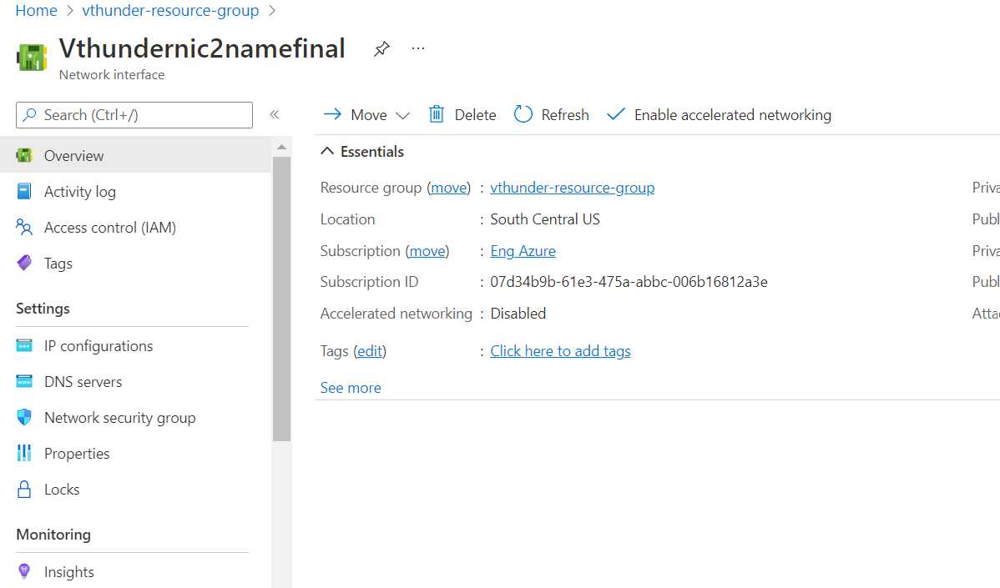 Home > vthunder-resource-group >
Vthundernic2namefinal ...
Network interface
Search (Ctrl+/) «
Move Delete Refresh Enable accelerated networking
Overview
Activity log
Access control (IAM)
Tags
Settings
IP configurations
DNS servers
Network security group
Properties
Locks
Monitoring
Insights
Essentials
Resource group (move) : vthunder-resource-group Priva
Location : South Central US Publ
Subscription (move) : Eng Azure Priva
Subscription ID : 07d34b9b-61e3-475a-abbc-006b16812a3e Publ
Accelerated networking : Disabled Attac
Tags (edit) : Click here to add tags
See more